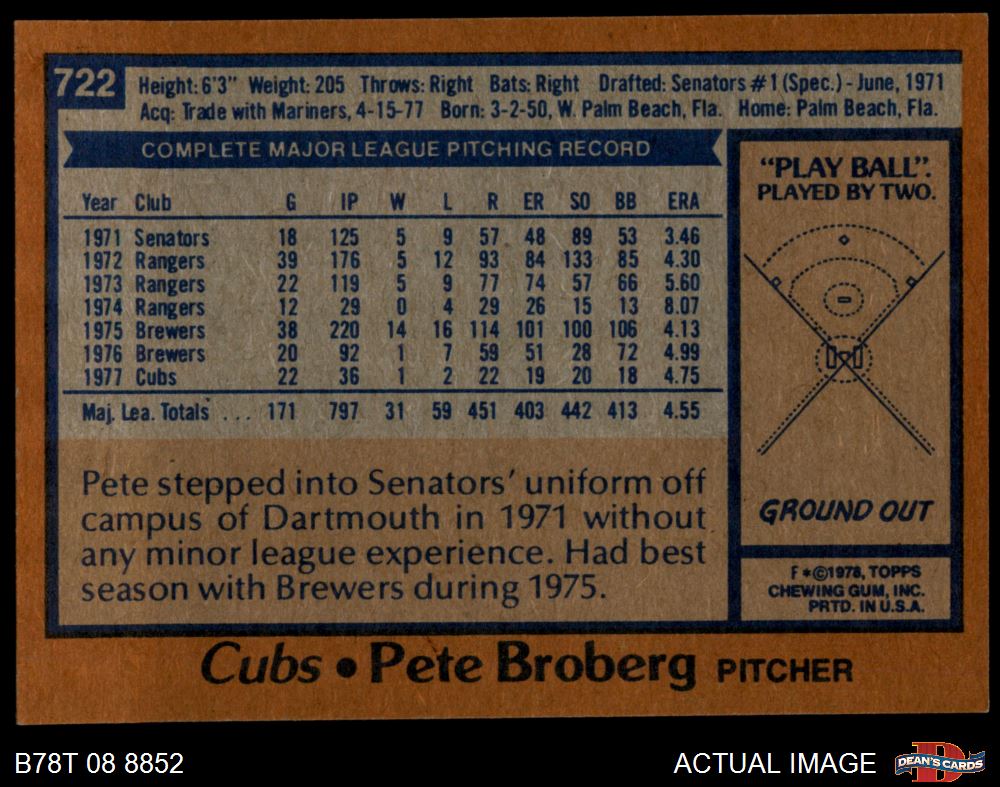 722
Height: 6'3" Weight: 205 Throws: Right Bats: Right Drafted: Senators #1 (Spec.) - June, 1971
Acq: Trade with Mariners, 4-15-77 Born: 3-2-50, W. Palm Beach, Fla. Home: Palm Beach, Fla.
COMPLETE MAJOR LEAGUE PITCHING RECORD
Year Club G IP W L R ER SO BB ERA
1971 Senators 18 125 5 9 57 48 89 53 3.46
1972 Rangers 39 176 5 12 93 84 133 85 4.30
1973 Rangers 22 119 5 9 77 74 57 66 5.60
1974 Rangers 12 29 0 4 29 26 15 13 8.07
1975 Brewers 38 220 14 16 114 101 100 106 4.13
1976 Brewers 20 92 1 7 59 51 28 72 4.99
1977 Cubs 22 36 1 2 22 19 20 18 4.75
Maj. Lea. Totals ... 171 797 31 59 451 403 442 413 4.55
Pete stepped into Senators' uniform off
campus of Dartmouth in 1971 without
any minor league experience. Had best
season with Brewers during 1975.
"PLAY BALL".
PLAYED BY TWO.
GROUND OUT
F*©1978, TOPPS
CHEWING GUM, INC.
PRTD. IN U.S.A.
Cubs • Pete Broberg PITCHER
B78T 08 8852
ACTUAL IMAGE
D
DEAN'S CARDS